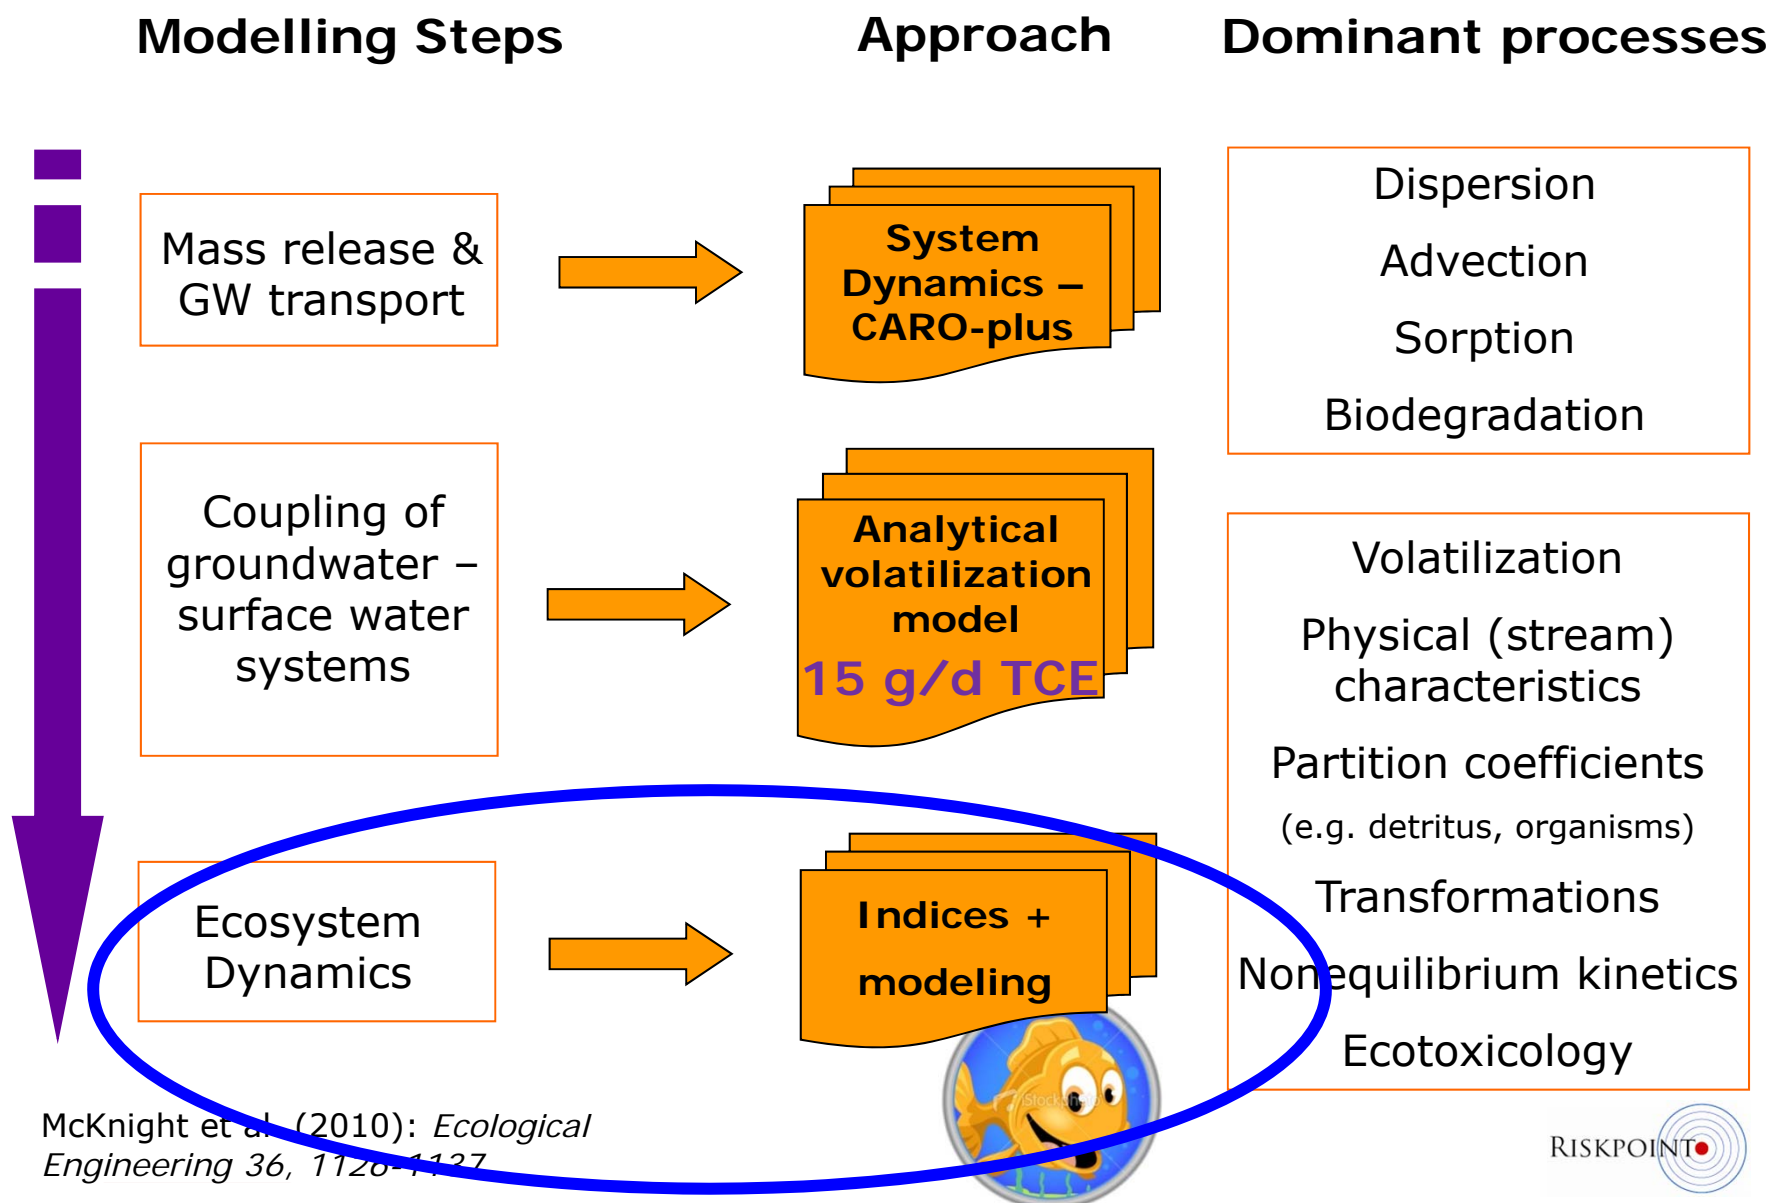 Modelling Steps
Approach
Dominant processes
Mass release &
GW transport
System
Dynamics –
CARO-plus
Dispersion
Advection
Sorption
Biodegradation
Coupling of
groundwater –
surface water
systems
Analytical
volatilization
model
15 g/d TCE
Volatilization
Physical (stream)
characteristics
Partition coefficients
(e.g. detritus, organisms)
Transformations
Nonequilibrium kinetics
Ecotoxicology
Ecosystem
Dynamics
Indices +
modeling
iStockphoto
McKnight et al. (2010): Ecological
Engineering 36, 1126-1137
RISKPOINT